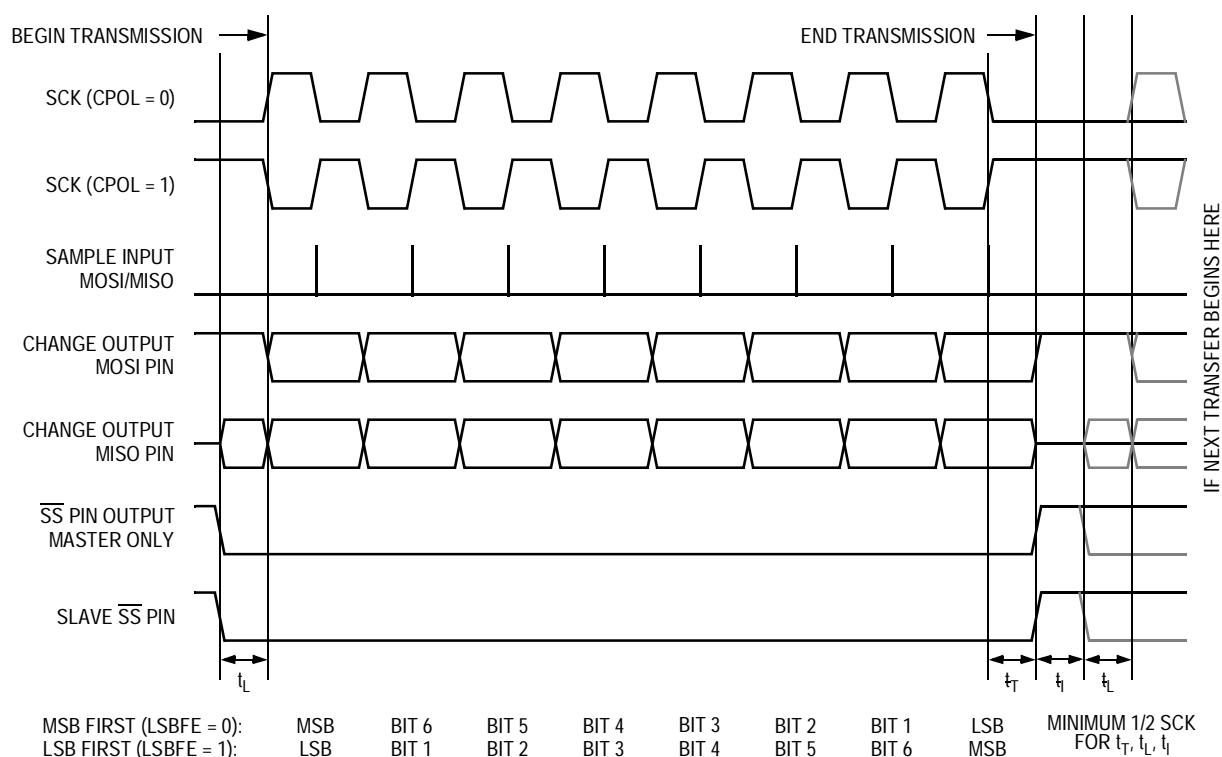 BEGIN TRANSMISSION
END TRANSMISSION
SCK (CPOL = 0)
SCK (CPOL = 1)
SAMPLE INPUT
MOSI/MISO
CHANGE OUTPUT
MOSI PIN
CHANGE OUTPUT
MISO PIN
SS PIN OUTPUT
MASTER ONLY
SLAVE SS PIN
IF NEXT TRANSFER BEGINS HERE
tL
tT
tI
tL
MSB FIRST (LSBFE = 0): MSB BIT 6 BIT 5 BIT 4 BIT 3 BIT 2 BIT 1 LSB
LSB FIRST (LSBFE = 1): LSB BIT 1 BIT 2 BIT 3 BIT 4 BIT 5 BIT 6 MSB
MINIMUM 1/2 SCK
FOR tT, tL, tI